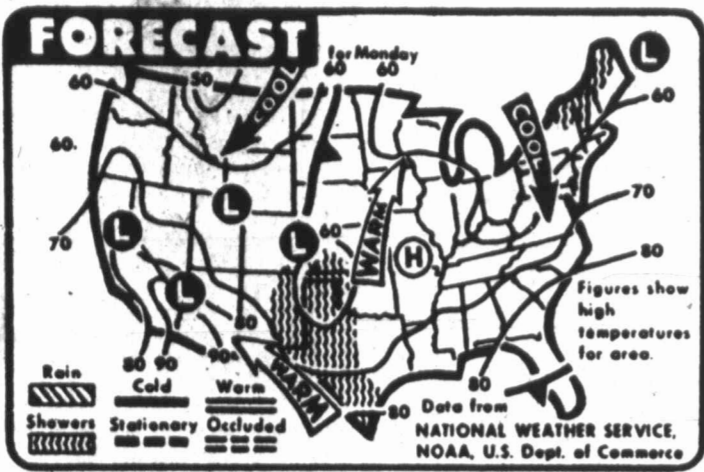 FORECAST
for Monday
60 50 COOL 60 60
L
60
60.
COOL
L
70
70
L
L 60
WARM
H
80
L
80
Figures show
high
temperatures
for area.
80 90 90
WARM
80
80
Rain
Cold Warm
Showers Stationary Occluded
Data from
NATIONAL WEATHER SERVICE,
NOAA, U.S. Dept. of Commerce